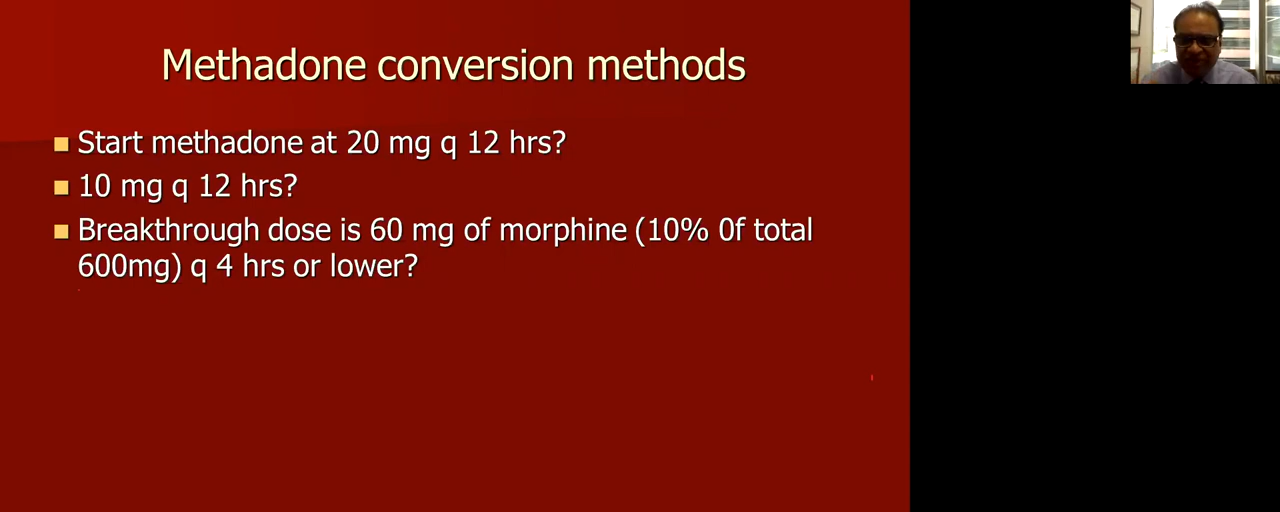 Methadone conversion methods
Start methadone at 20 mg q 12 hrs?
10 mg q 12 hrs?
Breakthrough dose is 60 mg of morphine (10% 0f total
600mg) q 4 hrs or lower?